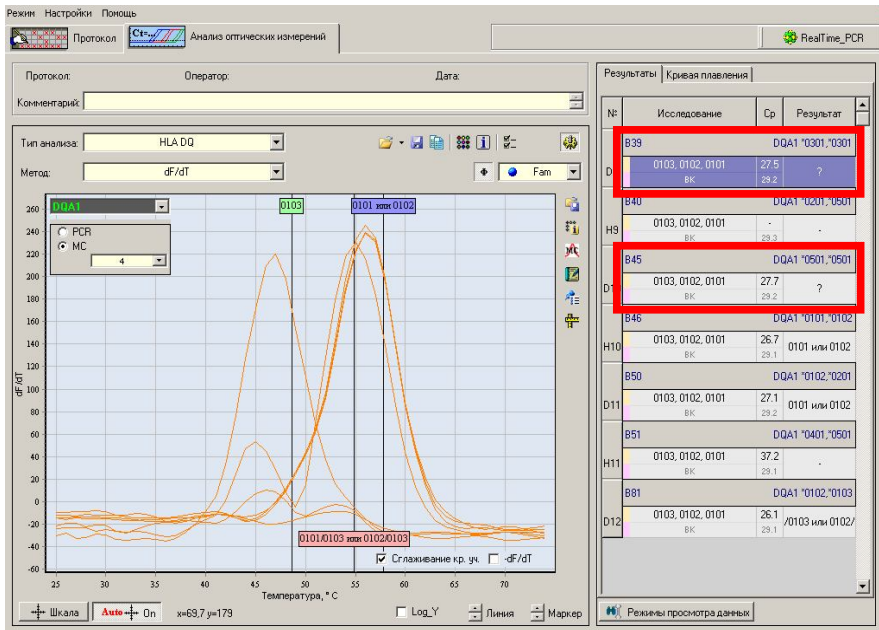 Режим Настройки Помощь
Протокол
Ct=
Анализ оптических измерений
RealTime_PCR
Протокол: Оператор: Дата:
Комментарий:
Тип анализа: HLA DQ
Метод: dF/dT
Fam
DQA1
PCR
MC
4
0103
0101 или 0102
0101/0103 или 0102/0103
dF/dT
260
240
220
200
180
160
140
120
100
80
60
40
20
0
-20
-40
-60
25 30 35 40 45 50 55 60 65 70
Температура, °C
Сглаживание кр. уч. -dF/dT
Шкала Auto On x=69,7 y=179 Log_Y Линия Маркер
Результаты Кривая плавления
№ Исследование Ср Результат
B39 DQA1 *0301,*0301
0103, 0102, 0101 27.5 ?
ВК 29.2
B40 DQA1 *0201,*0501
H9 0103, 0102, 0101 - .
ВК 29.3
B45 DQA1 *0501,*0501
0103, 0102, 0101 27.7 ?
ВК 29.2
B46 DQA1 *0101,*0102
H10 0103, 0102, 0101 26.7 0101 или 0102
ВК 29.1
B50 DQA1 *0102,*0201
D11 0103, 0102, 0101 27.1 0101 или 0102
ВК 29.2
B51 DQA1 *0401,*0501
H11 0103, 0102, 0101 37.2 .
ВК 29.1
B81 DQA1 *0102,*0103
D12 0103, 0102, 0101 26.1 /0103 или 0102/
ВК 29.1
Режимы просмотра данных